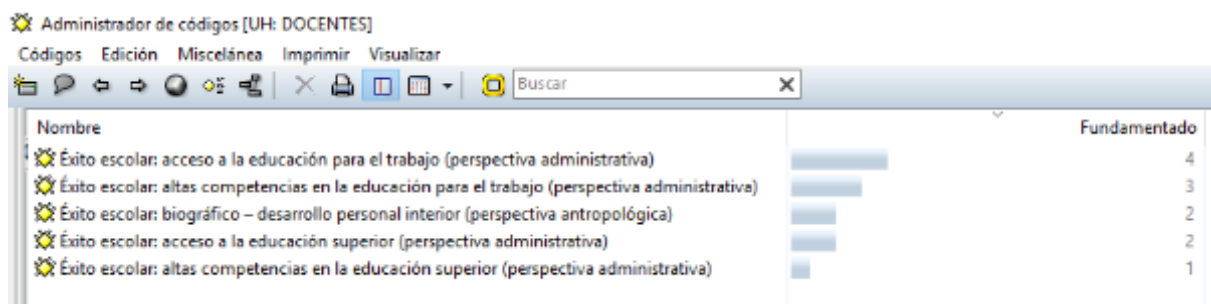 Administrador de códigos [UH: DOCENTES]
Códigos Edición Miscelánea Imprimir Visualizar
Buscar
Nombre Fundamentado
Éxito escolar: acceso a la educación para el trabajo (perspectiva administrativa) 4
Éxito escolar: altas competencias en la educación para el trabajo (perspectiva administrativa) 3
Éxito escolar: biográfico – desarrollo personal interior (perspectiva antropológica) 2
Éxito escolar: acceso a la educación superior (perspectiva administrativa) 2
Éxito escolar: altas competencias en la educación superior (perspectiva administrativa) 1